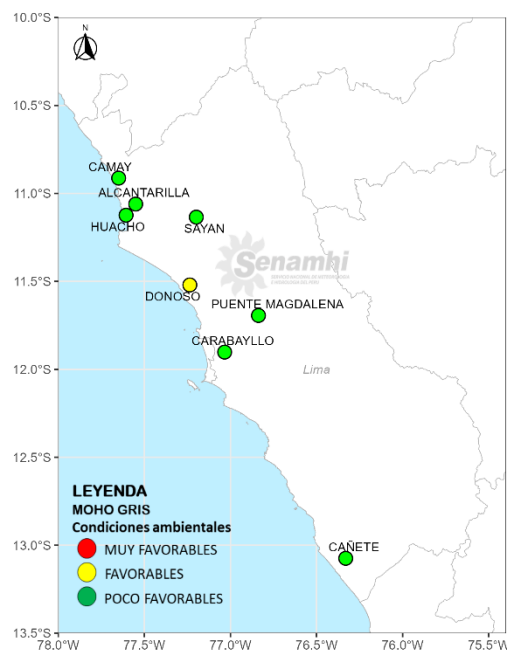 10.0°S
N
10.5°S
CAMAY
11.0°S
ALCANTARILLA
HUACHO
SAYAN
Senamhi
11.5°S
DONOSO
PUENTE MAGDALENA
CARABAYLLO
12.0°S
Lima
12.5°S
LEYENDA
MOHO GRIS
Condiciones ambientales
13.0°S
CAÑETE
MUY FAVORABLES
FAVORABLES
POCO FAVORABLES
13.5°S
78.0°W 77.5°W 77.0°W 76.5°W 76.0°W 75.5°W